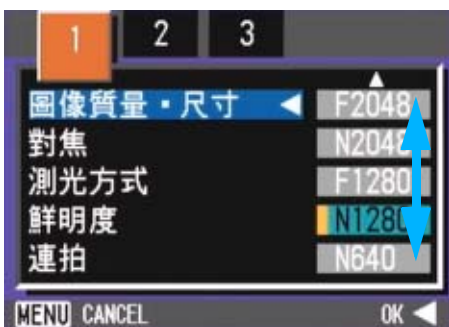 1 2 3
圖像質量・尺寸 F2048
對焦 N2048
測光方式 F1280
鮮明度 N1280
連拍 N640
MENU CANCEL OK